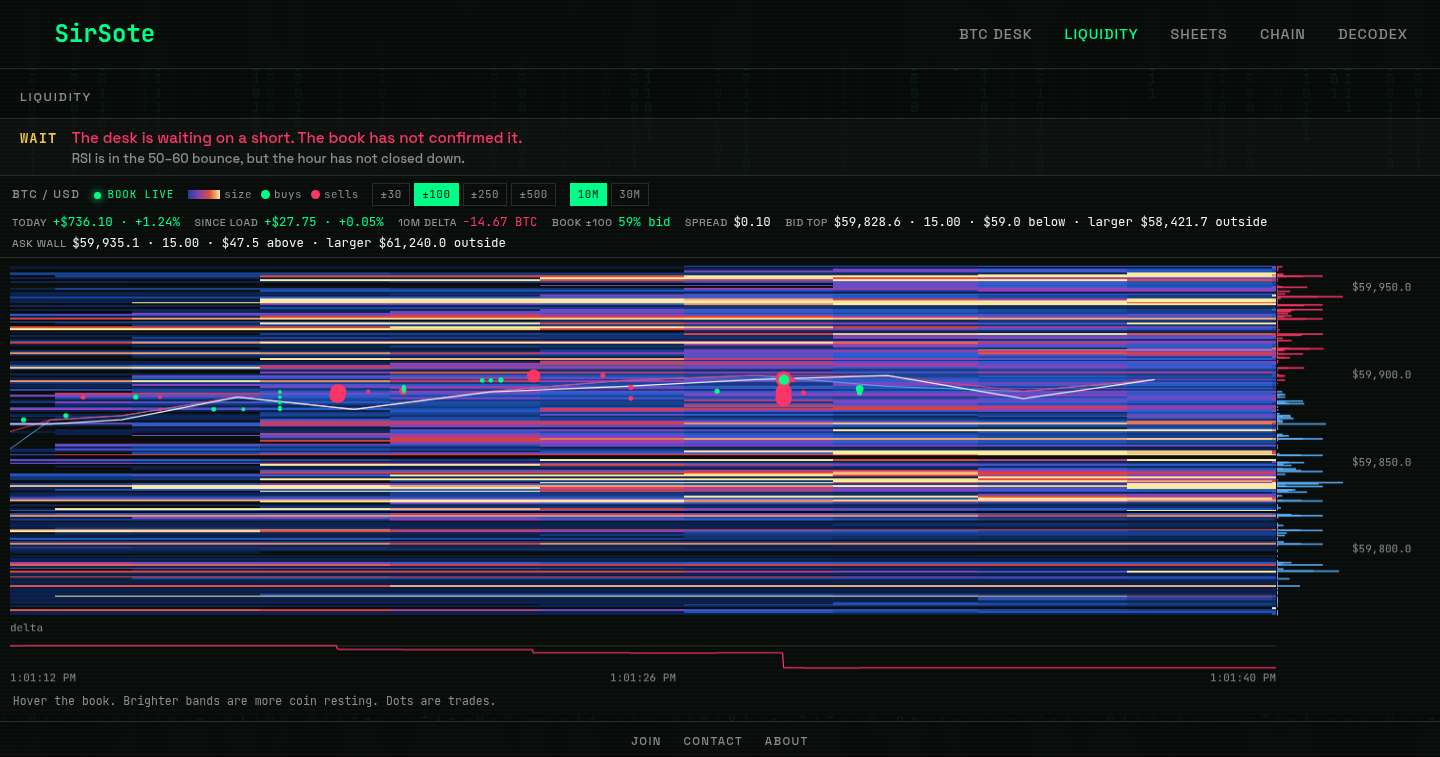 SirSote
BTC DESK LIQUIDITY SHEETS CHAIN DECODEX
LIQUIDITY
WAIT The desk is waiting on a short. The book has not confirmed it.
RSI is in the 50–60 bounce, but the hour has not closed down.
BTC / USD BOOK LIVE size buys sells ±30 ±100 ±250 ±500 10M 30M
TODAY +$736.10 · +1.24% SINCE LOAD +$27.75 · +0.05% 10M DELTA -14.67 BTC BOOK ±100 59% bid SPREAD $0.10 BID TOP $59,828.6 · 15.00 · $59.0 below · larger $58,421.7 outside
ASK WALL $59,935.1 · 15.00 · $47.5 above · larger $61,240.0 outside
$59,950.0
$59,900.0
$59,850.0
$59,800.0
delta
1:01:12 PM 1:01:26 PM 1:01:40 PM
Hover the book. Brighter bands are more coin resting. Dots are trades.
JOIN CONTACT ABOUT